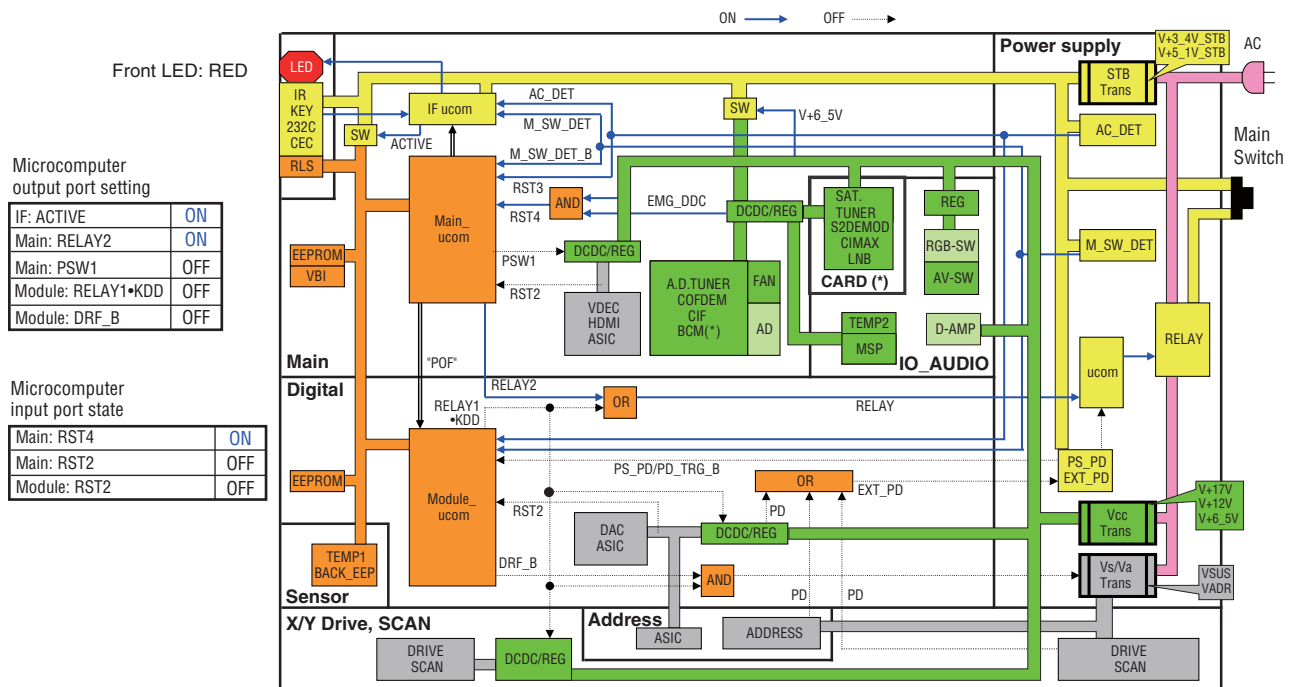 ON
OFF
Front LED: RED
Microcomputer
output port setting
IF: ACTIVE ON
Main: RELAY2 ON
Main: PSW1 OFF
Module: RELAY1•KDD OFF
Module: DRF_B OFF
Microcomputer
input port state
Main: RST4 ON
Main: RST2 OFF
Module: RST2 OFF
LED
IR
KEY
232C
CEC
RLS
SW
ACTIVE
IF ucom
AC_DET
M_SW_DET
M_SW_DET_B
RST3
RST4
AND
EMG_DDC
Main_
ucom
PSW1
RST2
DCDC/REG
VDEC
HDMI
ASIC
EEPROM
VBI
Main
"POF"
SW
V+6_5V
DCDC/REG
A.D.TUNER
COFDEM
CIF
BCM(*)
FAN
AD
SAT.
TUNER
S2DEMOD
CIMAX
LNB
CARD (*)
REG
RGB-SW
AV-SW
TEMP2
MSP
D-AMP
IO_AUDIO
Power supply
V+3_4V_STB
V+5_1V_STB
AC
STB
Trans
AC_DET
Main
Switch
M_SW_DET
RELAY
ucom
PS_PD
EXT_PD
Vcc
Trans
V+17V
V+12V
V+6_5V
Vs/Va
Trans
VSUS
VADR
Digital
RELAY2
RELAY1
•KDD
OR
RELAY
EEPROM
Module_
ucom
PS_PD/PD_TRG_B
RST2
OR
EXT_PD
PD
DAC
ASIC
DCDC/REG
DRF_B
AND
PD
PD
TEMP1
BACK_EEP
Sensor
X/Y Drive, SCAN
Address
ASIC
ADDRESS
DRIVE
SCAN
DCDC/REG
DRIVE
SCAN